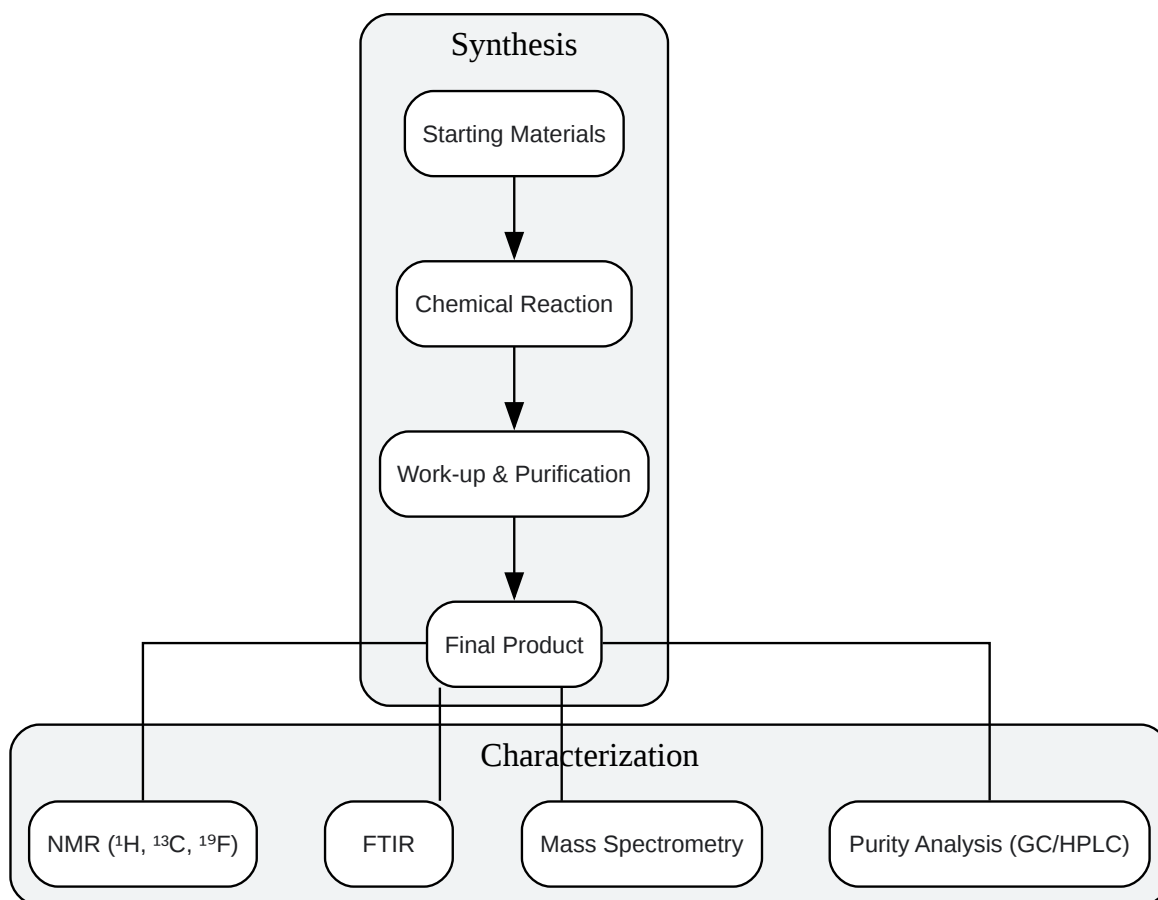 Synthesis
Starting Materials
Chemical Reaction
Work-up & Purification
Final Product
Characterization
NMR (¹H, ¹³C, ¹⁹F)
FTIR
Mass Spectrometry
Purity Analysis (GC/HPLC)